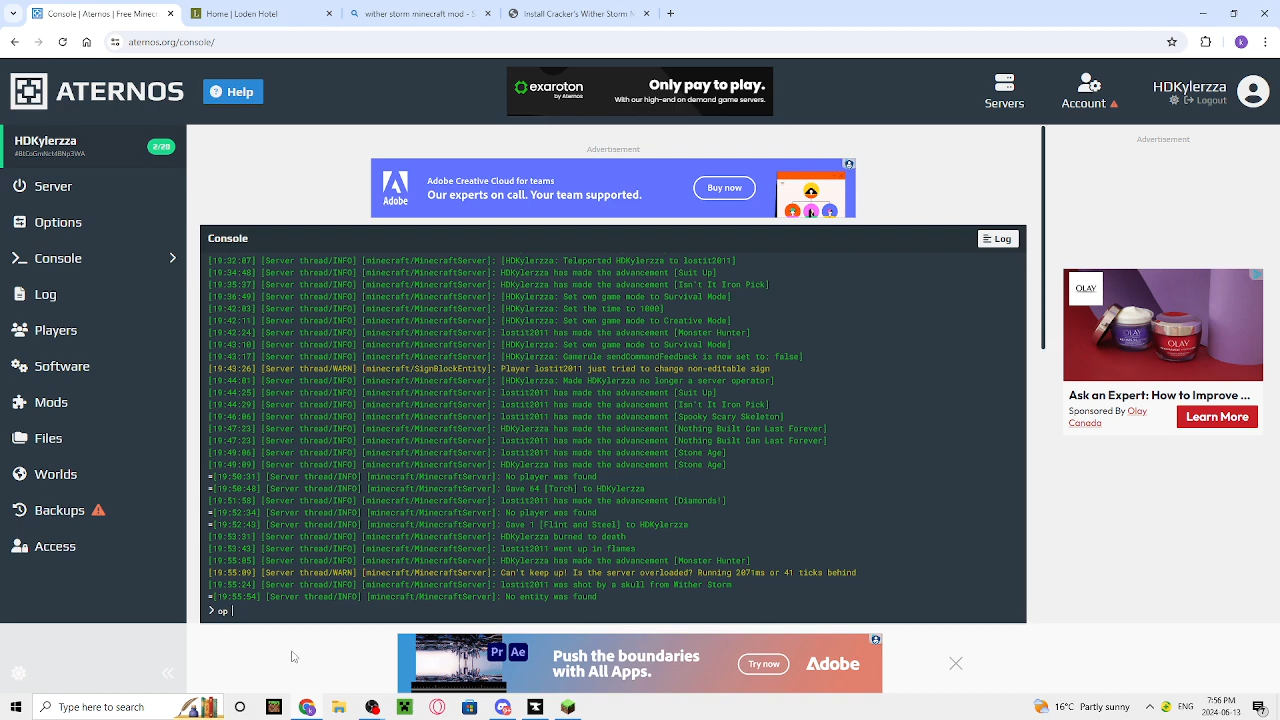 Console | Aternos | Free Minec
Home | Loden Hotel
wither storm minecraft mod - S
Install Cracker's Wither Storm M
aternos.org/console/
k
ATERNOS
Help
exaroton
by Aternos
Only pay to play.
With our high-end on demand game servers.
Servers
Account
HDKylerzza
Logout
HDKylerzza
2/20
Server
Options
Console
Log
Players
Software
Mods
Files
Worlds
Backups
Access
Advertisement
Adobe
Adobe Creative Cloud for teams
Our experts on call. Your team supported.
Buy now
Console
Log
[19:32:07] [Server thread/INFO] [minecraft/MinecraftServer]: [HDKylerzza: Teleported HDKylerzza to lostit2011]
[19:34:48] [Server thread/INFO] [minecraft/MinecraftServer]: HDKylerzza has made the advancement [Suit Up]
[19:35:37] [Server thread/INFO] [minecraft/MinecraftServer]: HDKylerzza has made the advancement [Isn't It Iron Pick]
[19:36:49] [Server thread/INFO] [minecraft/MinecraftServer]: [HDKylerzza: Set own game mode to Survival Mode]
[19:42:03] [Server thread/INFO] [minecraft/MinecraftServer]: [HDKylerzza: Set the time to 1000]
[19:42:11] [Server thread/INFO] [minecraft/MinecraftServer]: [HDKylerzza: Set own game mode to Creative Mode]
[19:42:24] [Server thread/INFO] [minecraft/MinecraftServer]: lostit2011 has made the advancement [Monster Hunter]
[19:43:10] [Server thread/INFO] [minecraft/MinecraftServer]: [HDKylerzza: Set own game mode to Survival Mode]
[19:43:17] [Server thread/INFO] [minecraft/MinecraftServer]: [HDKylerzza: Gamerule sendCommandFeedback is now set to: false]
[19:43:26] [Server thread/WARN] [minecraft/SignBlockEntity]: Player lostit2011 just tried to change non-editable sign
[19:44:01] [Server thread/INFO] [minecraft/MinecraftServer]: [HDKylerzza: Made HDKylerzza no longer a server operator]
[19:44:25] [Server thread/INFO] [minecraft/MinecraftServer]: lostit2011 has made the advancement [Suit Up]
[19:44:29] [Server thread/INFO] [minecraft/MinecraftServer]: lostit2011 has made the advancement [Isn't It Iron Pick]
[19:46:06] [Server thread/INFO] [minecraft/MinecraftServer]: lostit2011 has made the advancement [Spooky Scary Skeleton]
[19:47:23] [Server thread/INFO] [minecraft/MinecraftServer]: HDKylerzza has made the advancement [Nothing Built Can Last Forever]
[19:47:23] [Server thread/INFO] [minecraft/MinecraftServer]: lostit2011 has made the advancement [Nothing Built Can Last Forever]
[19:49:06] [Server thread/INFO] [minecraft/MinecraftServer]: lostit2011 has made the advancement [Stone Age]
[19:49:09] [Server thread/INFO] [minecraft/MinecraftServer]: HDKylerzza has made the advancement [Stone Age]
=[19:50:31] [Server thread/INFO] [minecraft/MinecraftServer]: No player was found
=[19:50:48] [Server thread/INFO] [minecraft/MinecraftServer]: Gave 64 [Torch] to HDKylerzza
[19:51:58] [Server thread/INFO] [minecraft/MinecraftServer]: lostit2011 has made the advancement [Diamonds!]
=[19:52:34] [Server thread/INFO] [minecraft/MinecraftServer]: No player was found
=[19:52:43] [Server thread/INFO] [minecraft/MinecraftServer]: Gave 1 [Flint and Steel] to HDKylerzza
[19:53:31] [Server thread/INFO] [minecraft/MinecraftServer]: HDKylerzza burned to death
[19:53:43] [Server thread/INFO] [minecraft/MinecraftServer]: lostit2011 went up in flames
[19:55:05] [Server thread/INFO] [minecraft/MinecraftServer]: HDKylerzza has made the advancement [Monster Hunter]
[19:55:09] [Server thread/WARN] [minecraft/MinecraftServer]: Can't keep up! Is the server overloaded? Running 2071ms or 41 ticks behind
[19:55:24] [Server thread/INFO] [minecraft/MinecraftServer]: lostit2011 was shot by a skull from Wither Storm
=[19:55:54] [Server thread/INFO] [minecraft/MinecraftServer]: No entity was found
> op
Advertisement
OLAY
OLAY
Ask an Expert: How to Improve ...
Sponsored By Olay
Canada
Learn More
Pr
Ae
Push the boundaries
with All Apps.
Try now
Adobe
Type here to search
16°C Partly sunny
7:56 PM
2024-06-13